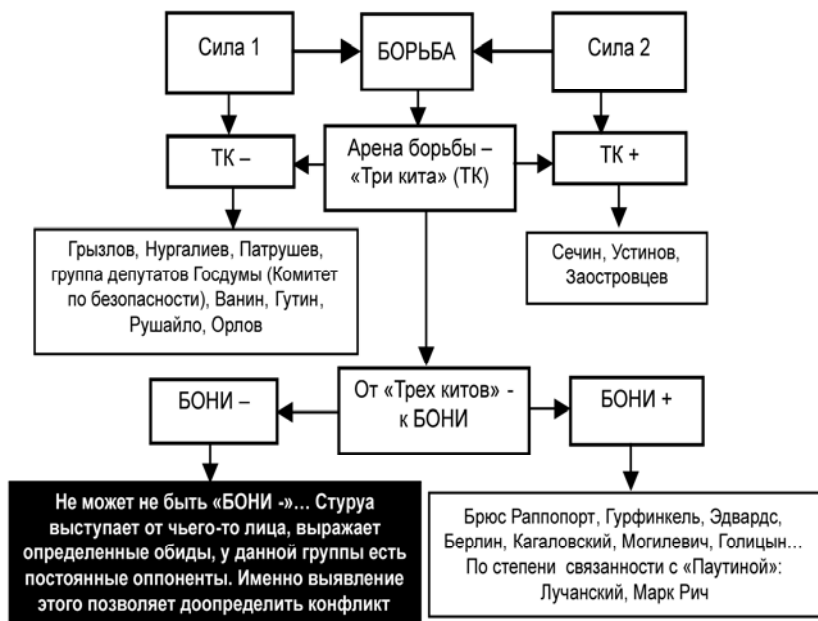 Сила 1
БОРЬБА
Сила 2
ТК –
Арена борьбы –
«Три кита» (ТК)
ТК +
Грызлов, Нургалиев, Патрушев,
группа депутатов Госдумы (Комитет
по безопасности), Ванин, Гутин,
Рушайло, Орлов
Сечин, Устинов,
Заостровцев
БОНИ –
От «Трех китов» -
к БОНИ
БОНИ +
Не может не быть «БОНИ -»... Стуруа
выступает от чьего-то лица, выражает
определенные обиды, у данной группы есть
постоянные оппоненты. Именно выявление
этого позволяет доопределить конфликт
Брюс Раппопорт, Гурфинкель, Эдвардс,
Берлин, Кагаловский, Могилевич, Голицын...
По степени связанности с «Паутиной»:
Лучанский, Марк Рич